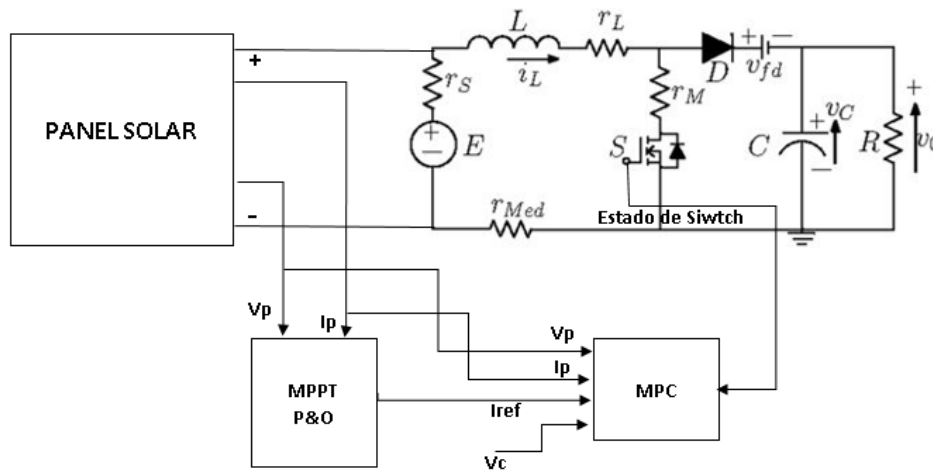 PANEL SOLAR
+
−
L
r_L
i_L
r_S
+
−
E
r_M
D
+ −
v_fd
S
C
+
−
v_C
R
+
r_Med
Estado de Siwtch
Vp
Ip
Vp
Ip
MPPT
P&O
Iref
Vc
MPC